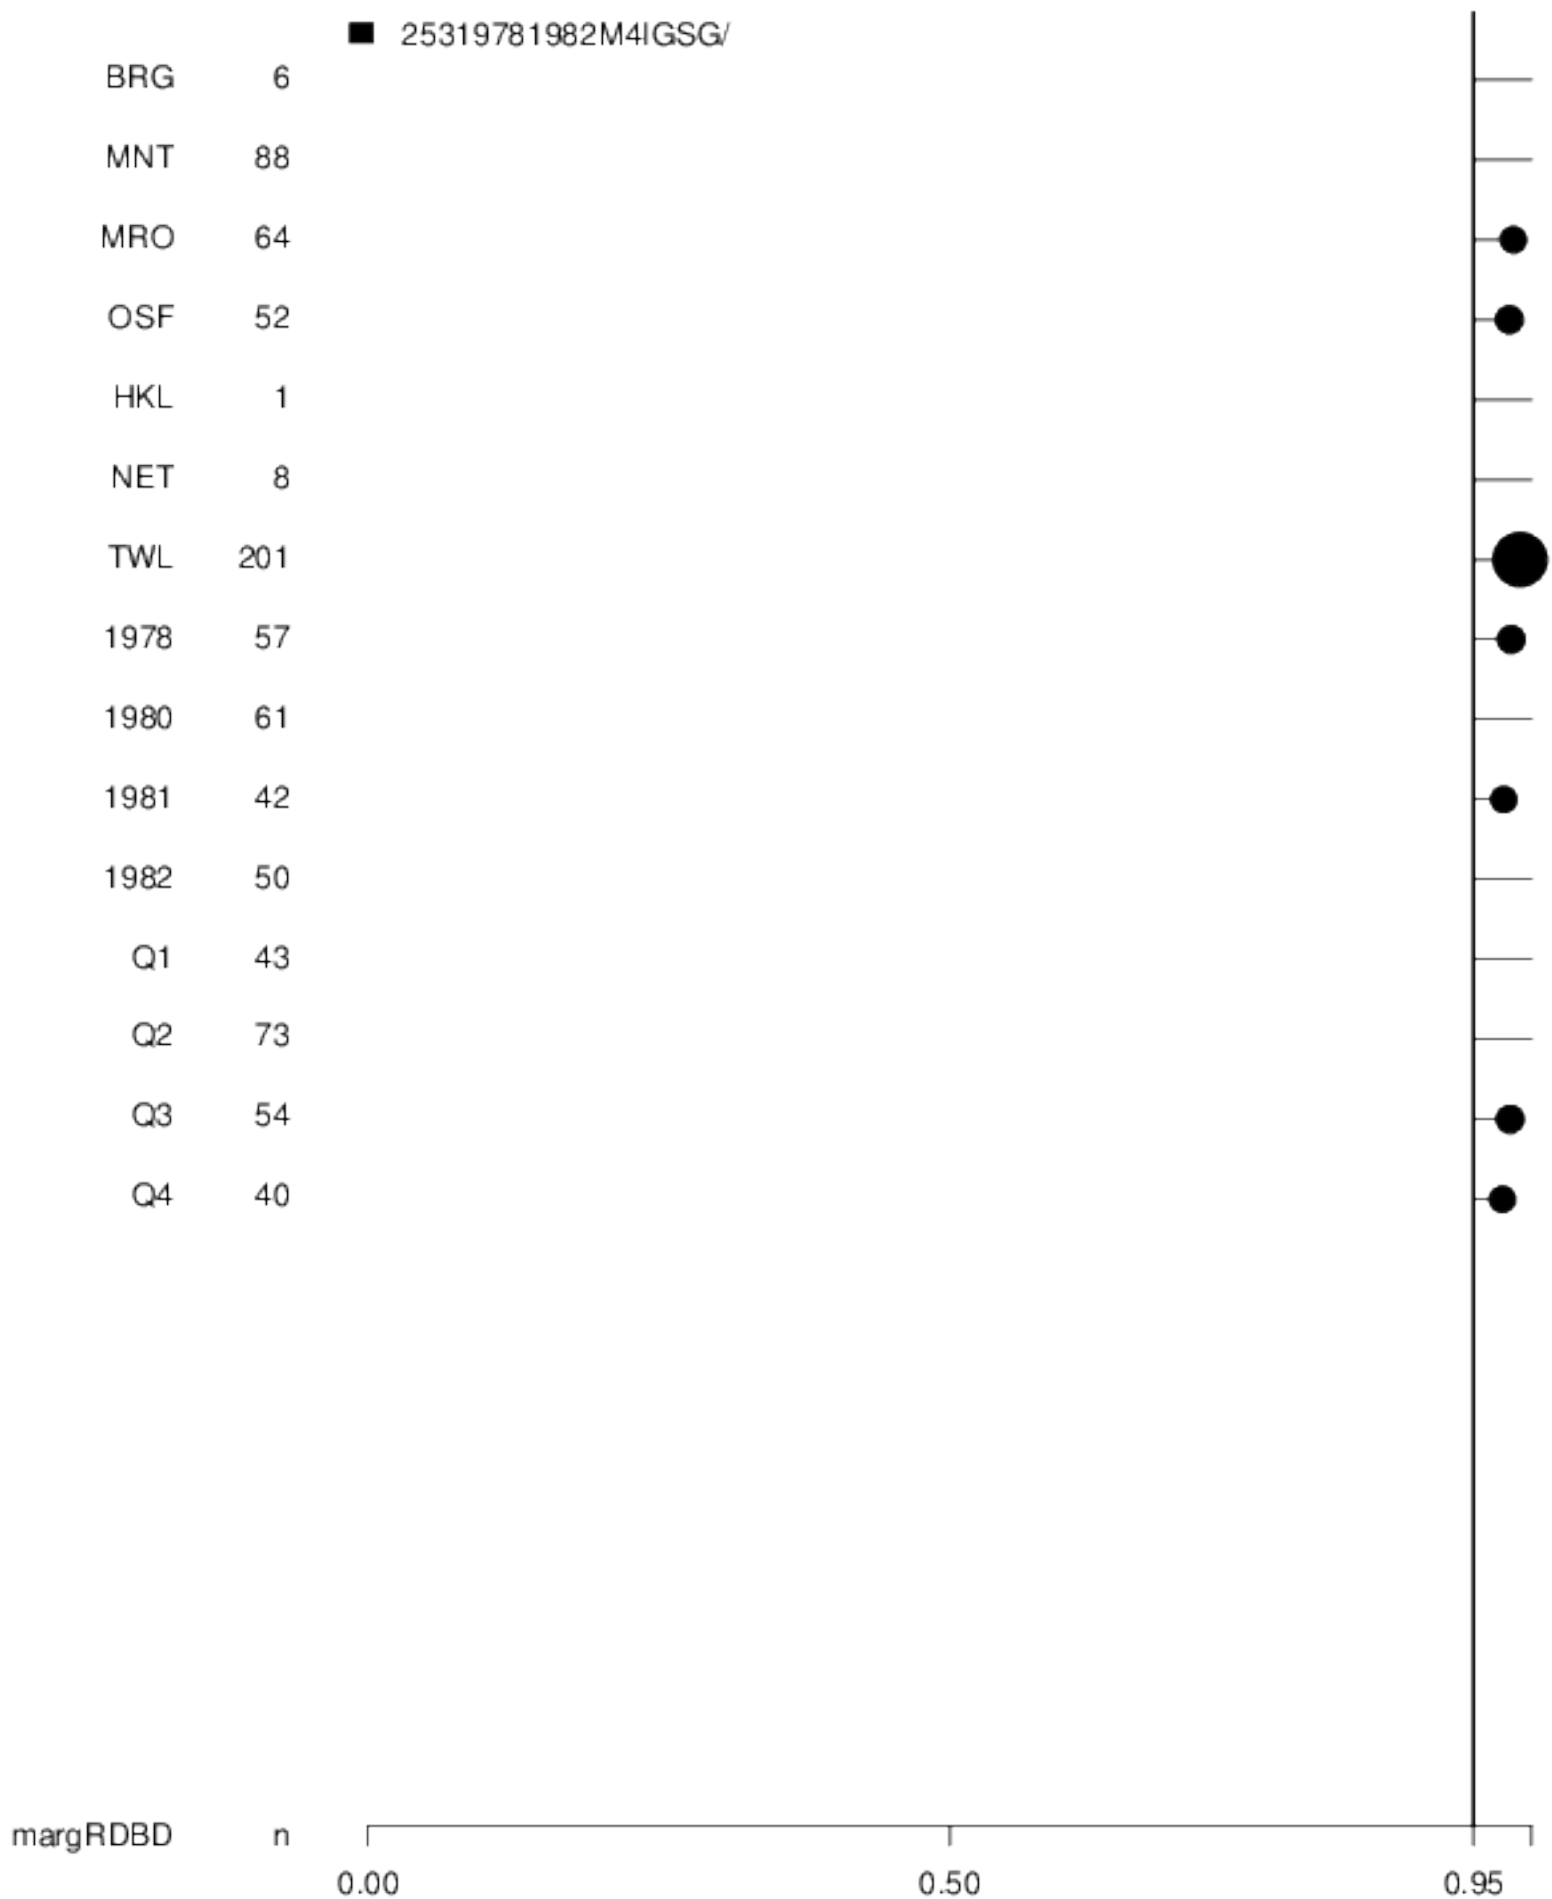 25319781982M4IGSG/
BRG 6
MNT 88
MRO 64
OSF 52
HKL 1
NET 8
TWL 201
1978 57
1980 61
1981 42
1982 50
Q1 43
Q2 73
Q3 54
Q4 40
margRDBD n
0.00 0.50 0.95